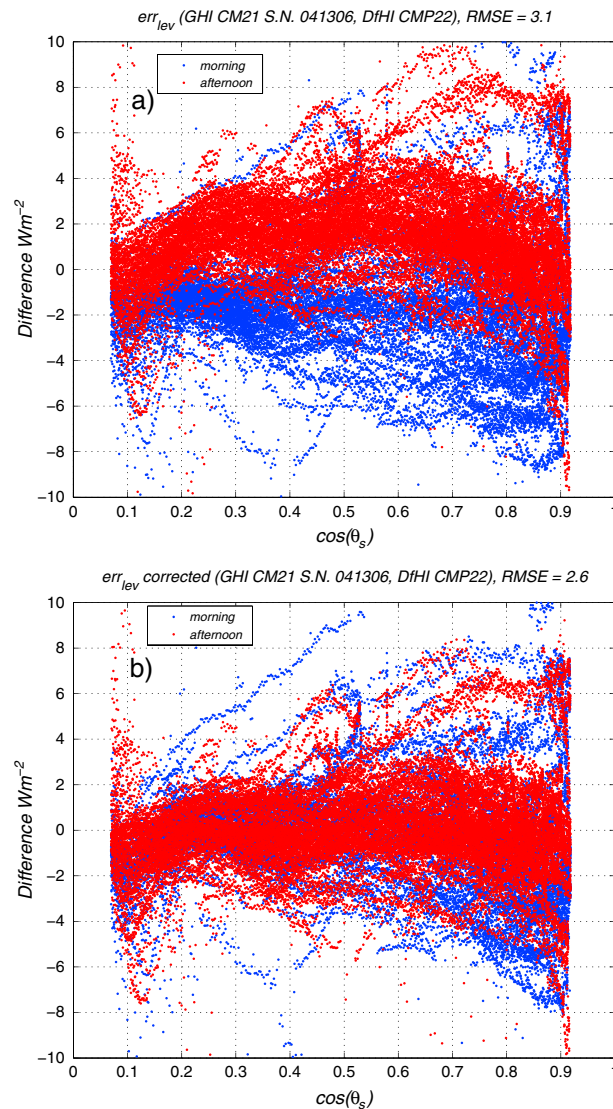 err_lev (GHI CM21 S.N. 041306, DfHI CMP22), RMSE = 3.1
morning
afternoon
a)
10
8
6
4
2
0
−2
−4
−6
−8
−10
Difference Wm⁻²
0 0.1 0.2 0.3 0.4 0.5 0.6 0.7 0.8 0.9 1
cos(θ_s)
err_lev corrected (GHI CM21 S.N. 041306, DfHI CMP22), RMSE = 2.6
morning
afternoon
b)
10
8
6
4
2
0
−2
−4
−6
−8
−10
Difference Wm⁻²
0 0.1 0.2 0.3 0.4 0.5 0.6 0.7 0.8 0.9 1
cos(θ_s)